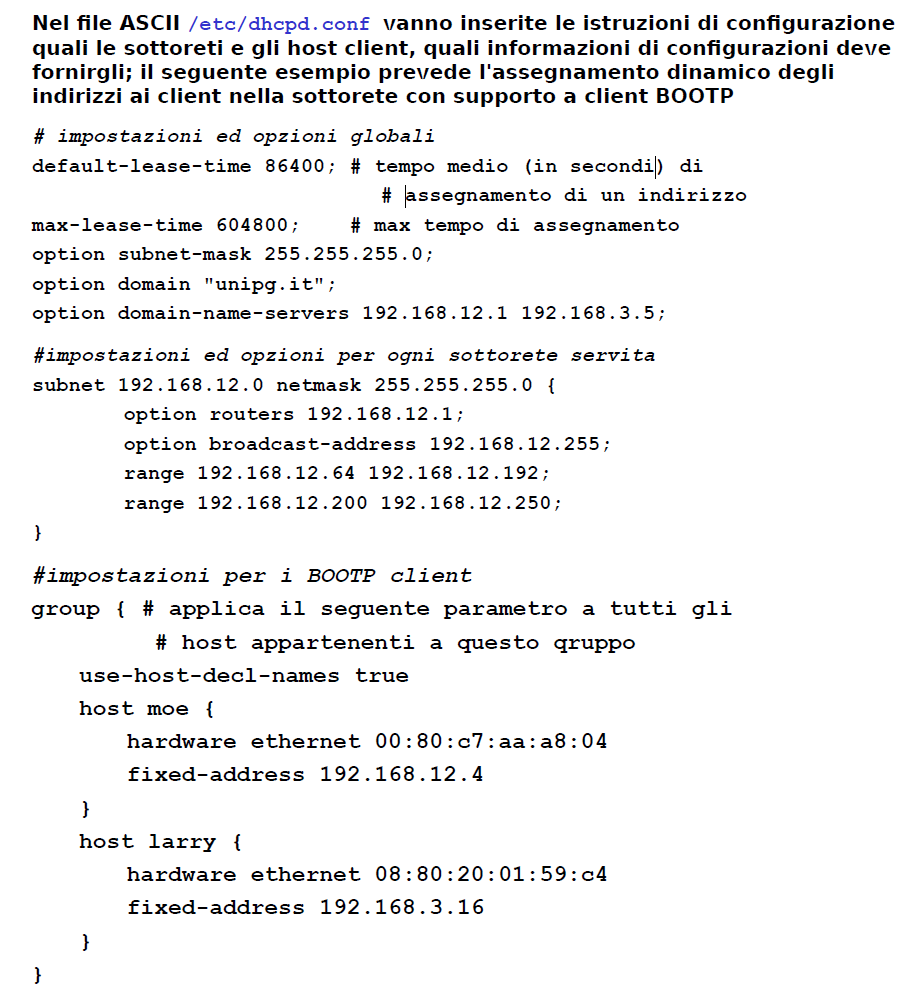 Nel file ASCII /etc/dhcpd.conf vanno inserite le istruzioni di configurazione
quali le sottoreti e gli host client, quali informazioni di configurazioni deve
fornirgli; il seguente esempio prevede l'assegnamento dinamico degli
indirizzi ai client nella sottorete con supporto a client BOOTP
# impostazioni ed opzioni globali
default-lease-time 86400; # tempo medio (in secondi) di
# assegnamento di un indirizzo
max-lease-time 604800; # max tempo di assegnamento
option subnet-mask 255.255.255.0;
option domain "unipg.it";
option domain-name-servers 192.168.12.1 192.168.3.5;
#impostazioni ed opzioni per ogni sottorete servita
subnet 192.168.12.0 netmask 255.255.255.0 {
option routers 192.168.12.1;
option broadcast-address 192.168.12.255;
range 192.168.12.64 192.168.12.192;
range 192.168.12.200 192.168.12.250;
}
#impostazioni per i BOOTP client
group { # applica il seguente parametro a tutti gli
# host appartenenti a questo qruppo
use-host-decl-names true
host moe {
hardware ethernet 00:80:c7:aa:a8:04
fixed-address 192.168.12.4
}
host larry {
hardware ethernet 08:80:20:01:59:c4
fixed-address 192.168.3.16
}
}